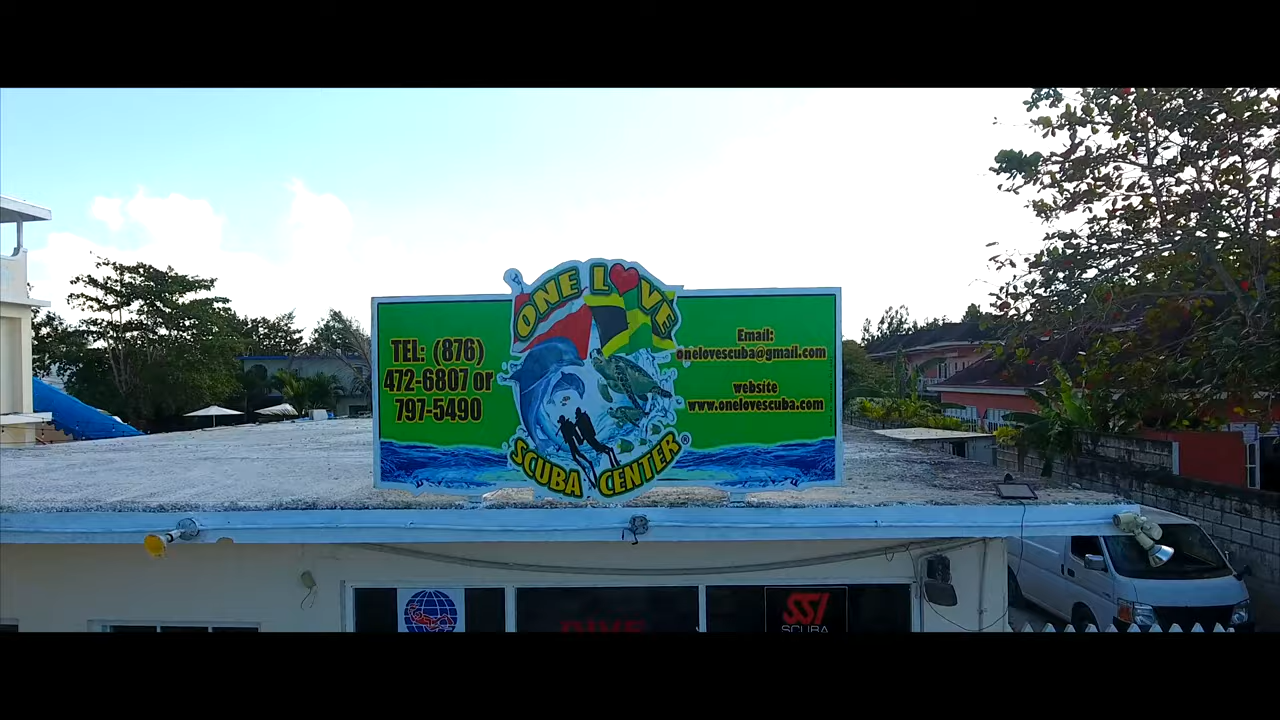 ONE LOVE
TEL: (876)
472-6807 or
797-5490
Email:
onelovescuba@gmail.com
website
www.onelovescuba.com
SCUBA CENTER®
DIVE
SSI
SCUBA